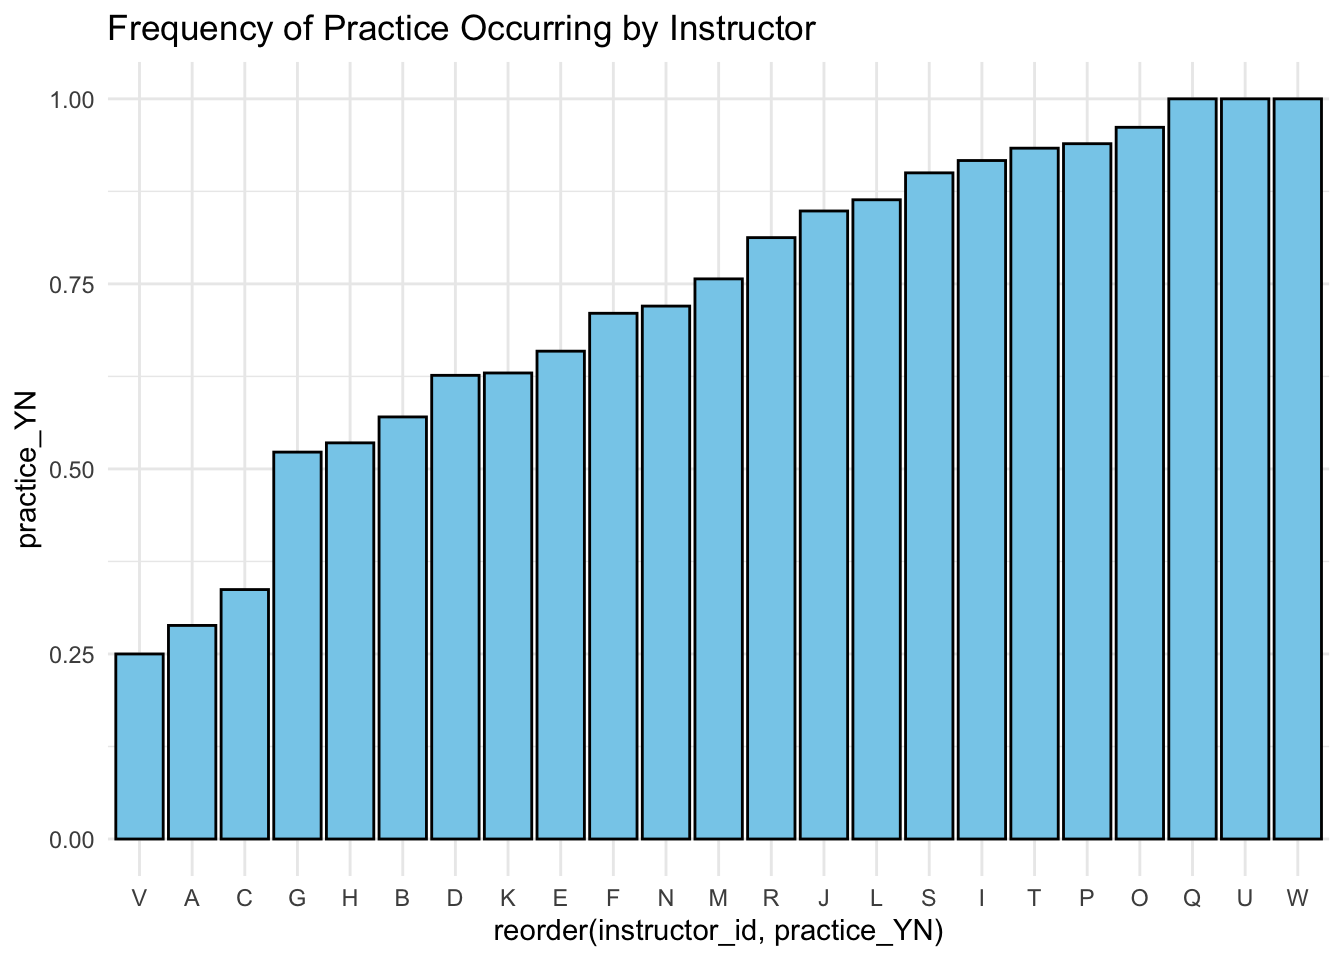 Frequency of Practice Occurring by Instructor
1.00
0.75
0.50
0.25
0.00
practice_YN
V A C G H B D K E F N M R J L S I T P O Q U W
reorder(instructor_id, practice_YN)